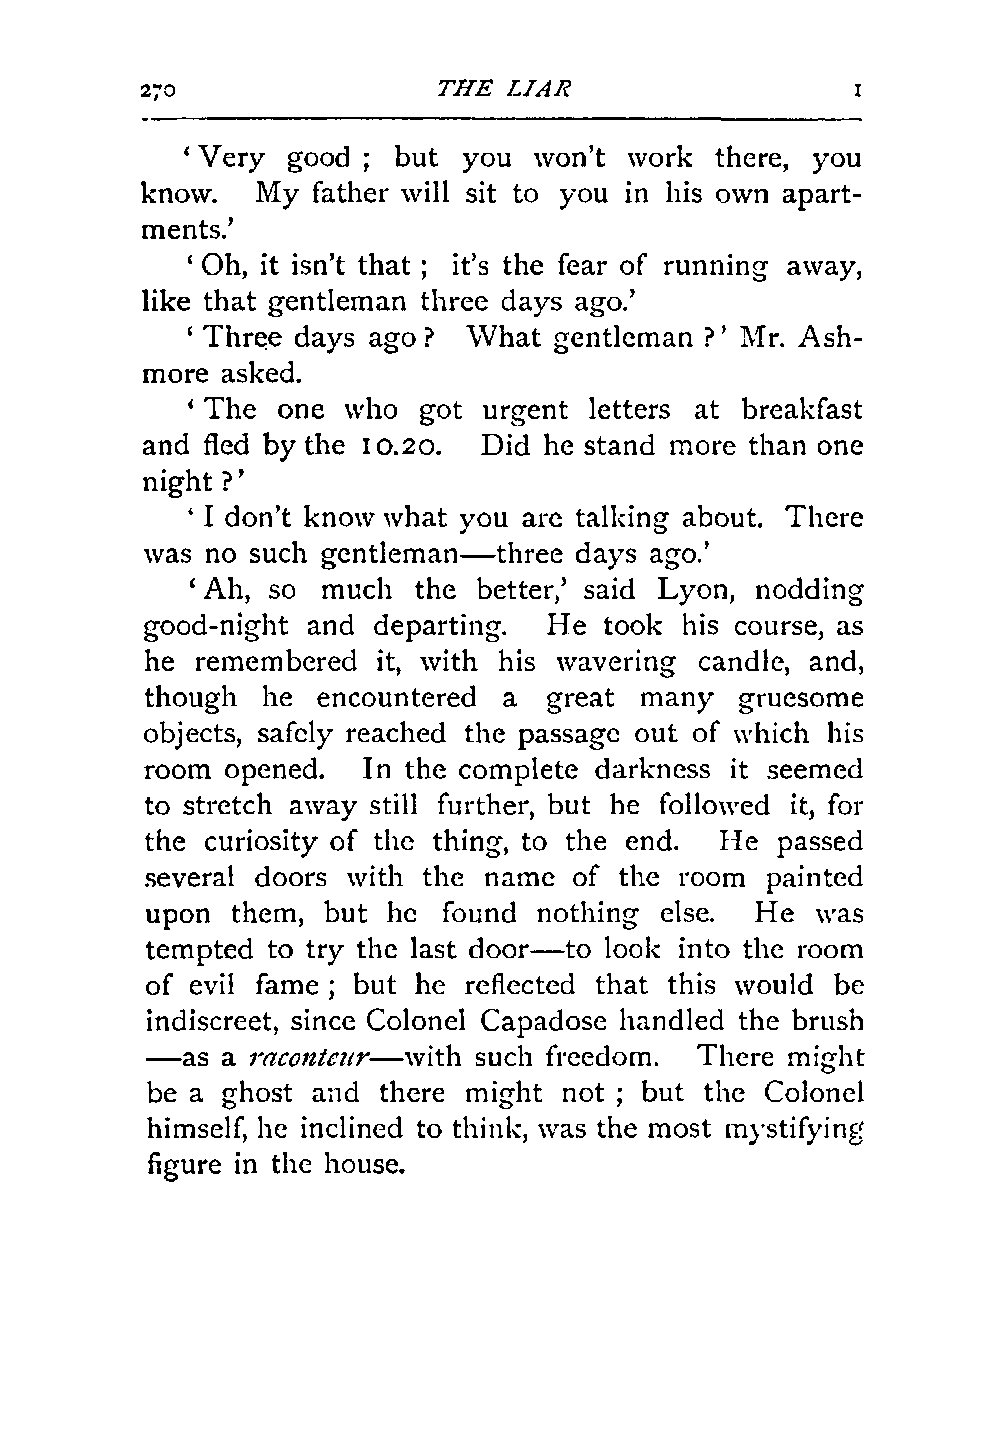 270 THE LIAR I
‘ Very good ; but you won’t work there, you
know. My father will sit to you in his own apart-
ments.’
‘ Oh, it isn’t that ; it’s the fear of running away,
like that gentleman three days ago.’
‘ Three days ago ? What gentleman ?’ Mr. Ash-
more asked.
‘ The one who got urgent letters at breakfast
and fled by the 10.20. Did he stand more than one
night ?’
‘ I don’t know what you are talking about. There
was no such gentleman—three days ago.’
‘ Ah, so much the better,’ said Lyon, nodding
good-night and departing. He took his course, as
he remembered it, with his wavering candle, and,
though he encountered a great many gruesome
objects, safely reached the passage out of which his
room opened. In the complete darkness it seemed
to stretch away still further, but he followed it, for
the curiosity of the thing, to the end. He passed
several doors with the name of the room painted
upon them, but he found nothing else. He was
tempted to try the last door—to look into the room
of evil fame ; but he reflected that this would be
indiscreet, since Colonel Capadose handled the brush
—as a raconteur—with such freedom. There might
be a ghost and there might not ; but the Colonel
himself, he inclined to think, was the most mystifying
figure in the house.